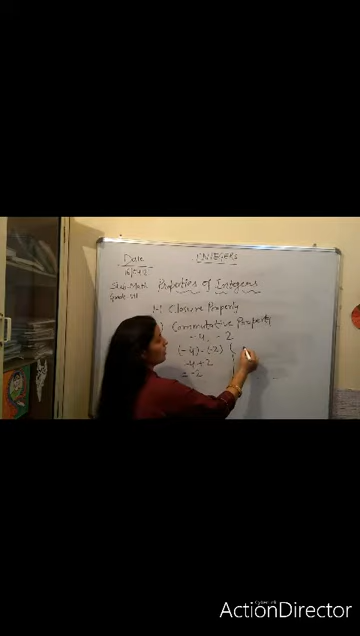 Date
INTEGERS
Sub-Math
Properties of Integers
Grade-VII
1-) Closure Property
) Commutative Property
-4, -2
(-4)-(-2) {
-4+2
= -2
CyberLink
ActionDirector